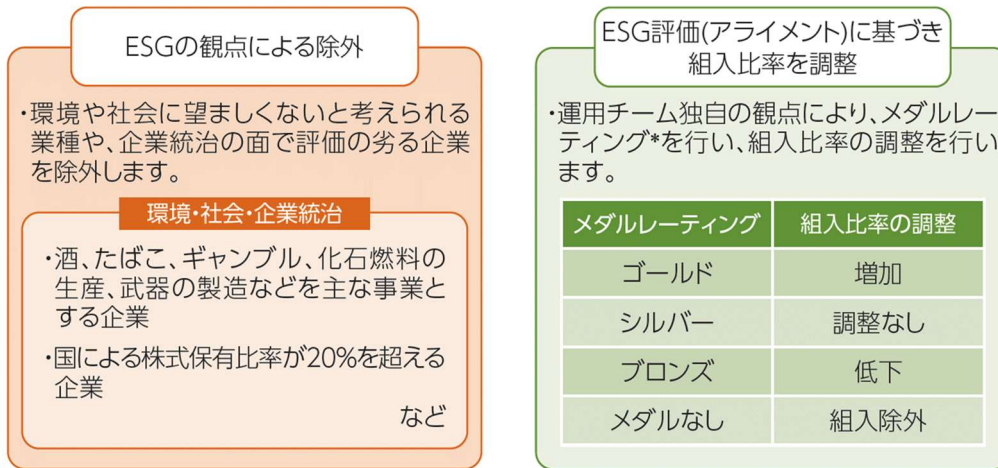 ESGの観点による除外
・環境や社会に望ましくないと考えられる
業種や、企業統治の面で評価の劣る企業
を除外します。
環境・社会・企業統治
・酒、たばこ、ギャンブル、化石燃料の
生産、武器の製造などを主な事業と
する企業
・国による株式保有比率が20%を超える
企業
など
ESG評価(アライメント)に基づき
組入比率を調整
・運用チーム独自の観点により、メダルレー
ティング*を行い、組入比率の調整を行い
ます。
メダルレーティング 組入比率の調整
ゴールド 増加
シルバー 調整なし
ブロンズ 低下
メダルなし 組入除外